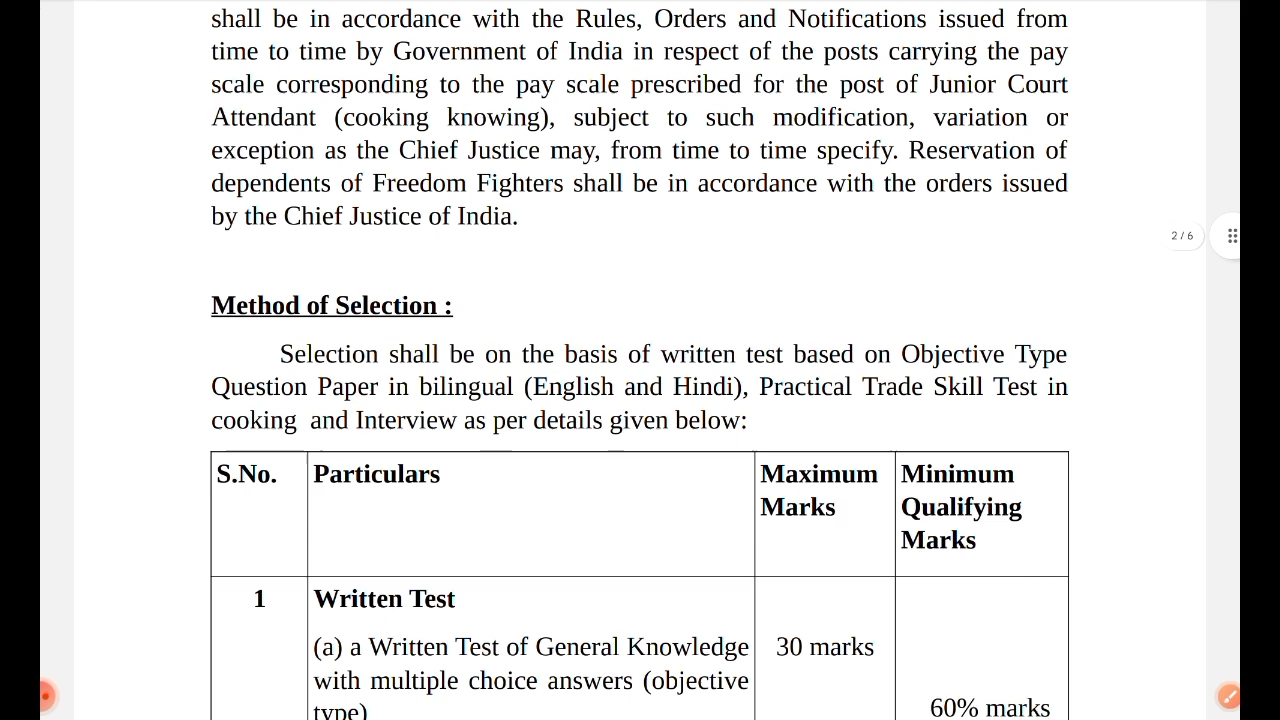 shall be in accordance with the Rules, Orders and Notifications issued from
time to time by Government of India in respect of the posts carrying the pay
scale corresponding to the pay scale prescribed for the post of Junior Court
Attendant (cooking knowing), subject to such modification, variation or
exception as the Chief Justice may, from time to time specify. Reservation of
dependents of Freedom Fighters shall be in accordance with the orders issued
by the Chief Justice of India.
2 / 6
Method of Selection :
Selection shall be on the basis of written test based on Objective Type
Question Paper in bilingual (English and Hindi), Practical Trade Skill Test in
cooking and Interview as per details given below:
S.No. Particulars Maximum Marks Minimum Qualifying Marks
1 Written Test
(a) a Written Test of General Knowledge 30 marks
with multiple choice answers (objective
type) 60% marks